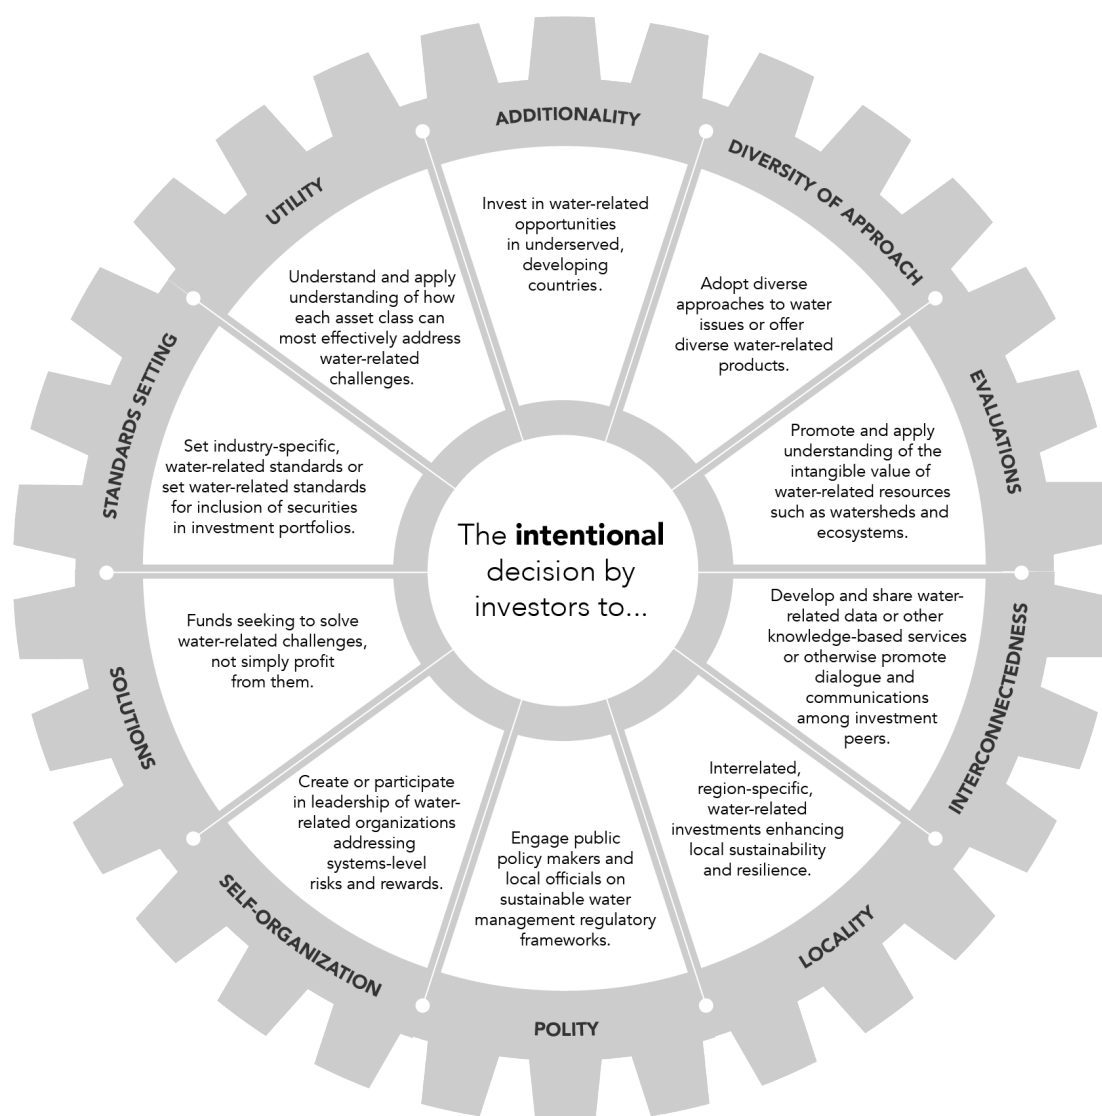 The intentional
decision by
investors to...
ADDITIONALITY
Invest in water-related
opportunities
in underserved,
developing
countries.
DIVERSITY OF APPROACH
Adopt diverse
approaches to water
issues or offer
diverse water-related
products.
EVALUATIONS
Promote and apply
understanding of the
intangible value of
water-related resources
such as watersheds and
ecosystems.
INTERCONNECTEDNESS
Develop and share water-
related data or other
knowledge-based services
or otherwise promote
dialogue and
communications
among investment
peers.
LOCALITY
Interrelated,
region-specific,
water-related
investments enhancing
local sustainability
and resilience.
POLITY
Engage public
policy makers and
local officials on
sustainable water
management regulatory
frameworks.
SELF-ORGANIZATION
Create or participate
in leadership of water-
related organizations
addressing
systems-level
risks and rewards.
SOLUTIONS
Funds seeking to solve
water-related challenges,
not simply profit
from them.
STANDARDS SETTING
Set industry-specific,
water-related standards or
set water-related standards
for inclusion of securities
in investment portfolios.
UTILITY
Understand and apply
understanding of how
each asset class can
most effectively address
water-related
challenges.